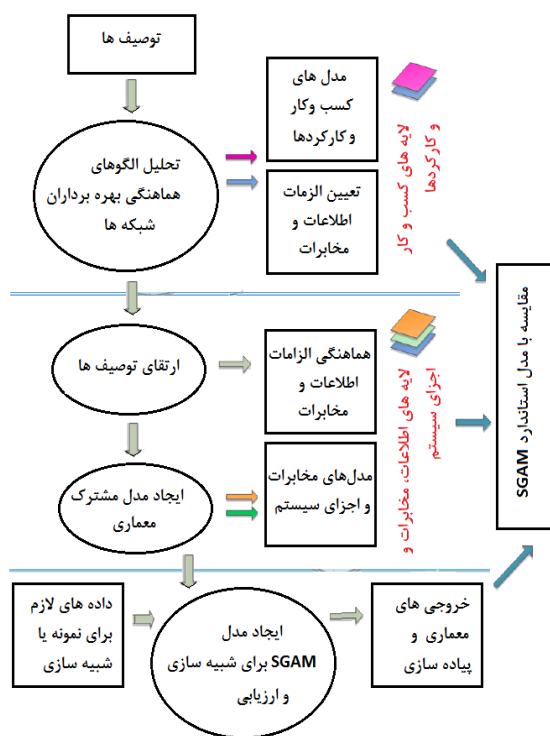 توصیف ها
تحلیل الگوهای
هماهنگی بهره برداران
شبکه ها
مدل های
کسب وکار
و کارکردها
تعیین الزمات
اطلاعات و
مخابرات
لایه های کسب و کار
و کارکردها
ارتقای توصیف ها
هماهنگی الزامات
اطلاعات و
مخابرات
ایجاد مدل مشترک
معماری
مدل‌های مخابرات
و اجزای سیستم
لایه های اطلاعات، مخابرات و
اجزای سیستم
مقایسه با مدل استاندارد SGAM
داده های لازم
برای نمونه یا
شبیه سازی
ایجاد مدل
SGAM برای شبیه سازی
و ارزیابی
خروجی های
معماری و
پیاده سازی